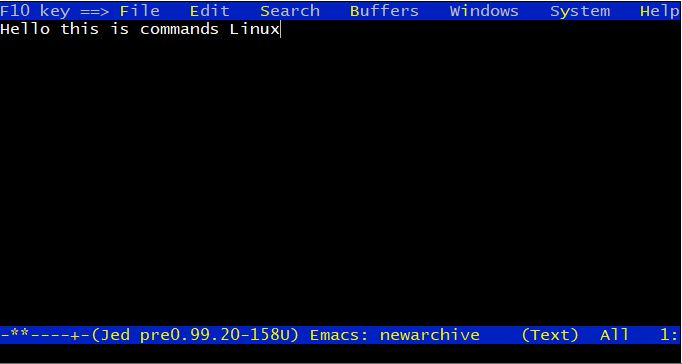 F10 key ==> File Edit Search Buffers Windows System Help
Hello this is commands Linux
-**----+-(Jed pre0.99.20-158U) Emacs: newarchive (Text) All 1: